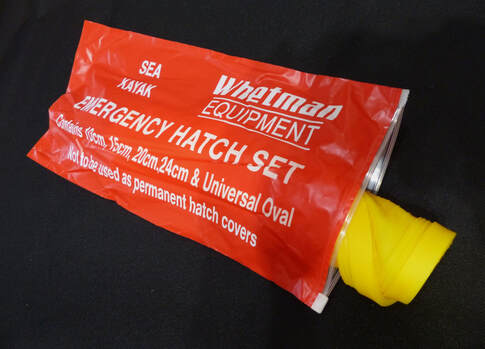 SEA
KAYAK
Whetman
EQUIPMENT
EMERGENCY HATCH SET
Contains 10cm, 15cm, 20cm,24cm & Universal Oval
Not to be used as permanent hatch covers